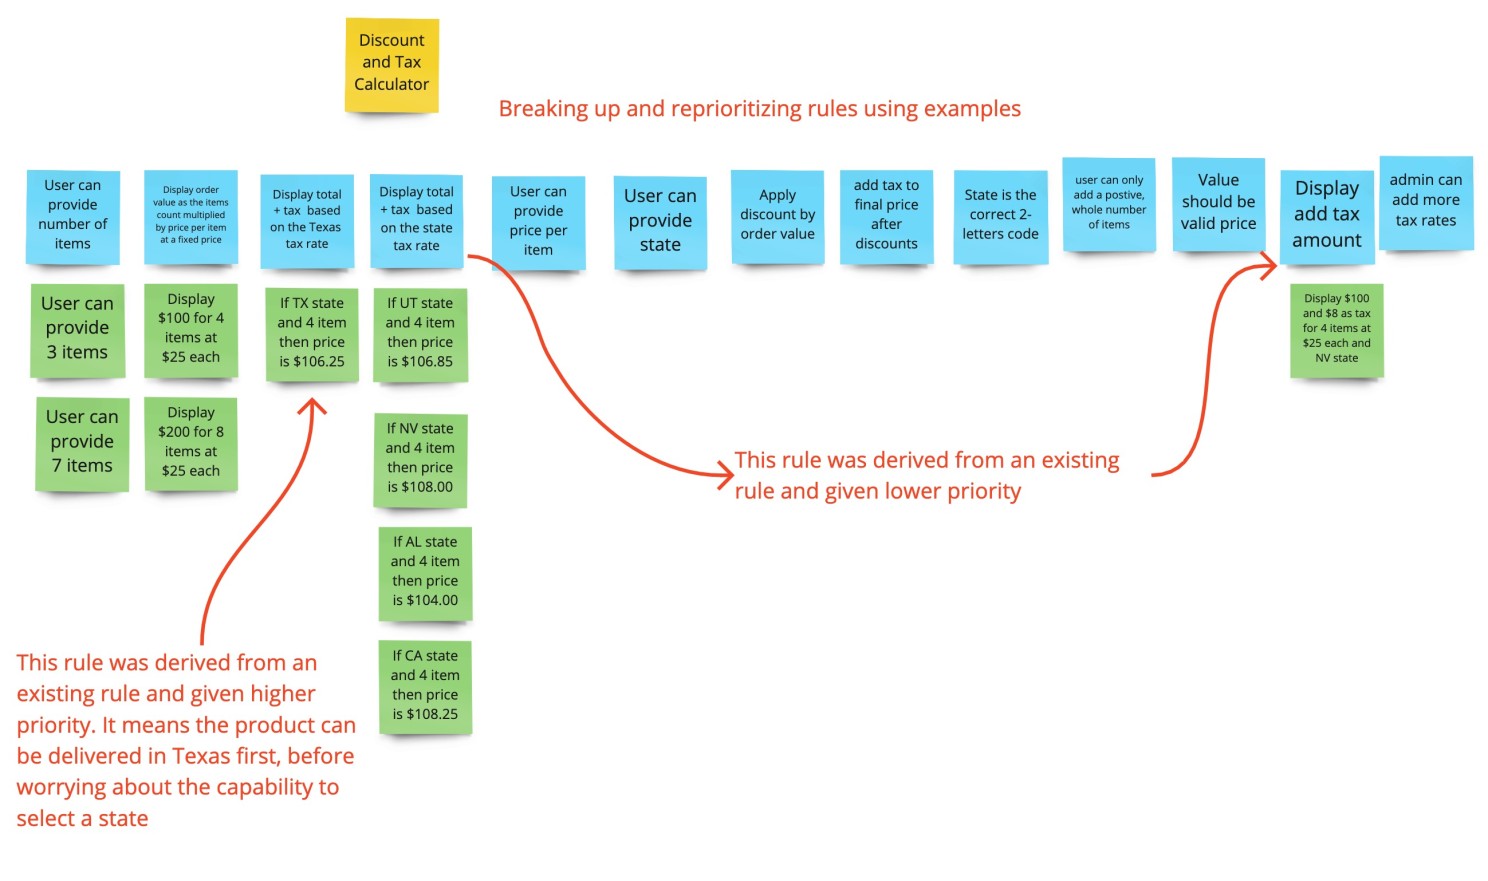 Discount
and Tax
Calculator
Breaking up and reprioritizing rules using examples
User can
provide
number of
items
Display order
value as the items
count multiplied
by price per item
at a fixed price
Display total
+ tax based
on the Texas
tax rate
Display total
+ tax based
on the state
tax rate
User can
provide
price per
item
User can
provide
state
Apply
discount by
order value
add tax to
final price
after
discounts
State is the
correct 2-
letters code
user can only
add a postive,
whole number
of items
Value
should be
valid price
Display
add tax
amount
admin can
add more
tax rates
User can
provide
3 items
Display
$100 for 4
items at
$25 each
If TX state
and 4 item
then price
is $106.25
If UT state
and 4 item
then price
is $106.85
Display $100
and $8 as tax
for 4 items at
$25 each and
NV state
User can
provide
7 items
Display
$200 for 8
items at
$25 each
If NV state
and 4 item
then price
is $108.00
This rule was derived from an existing
rule and given lower priority
If AL state
and 4 item
then price
is $104.00
If CA state
and 4 item
then price
is $108.25
This rule was derived from an
existing rule and given higher
priority. It means the product can
be delivered in Texas first, before
worrying about the capability to
select a state